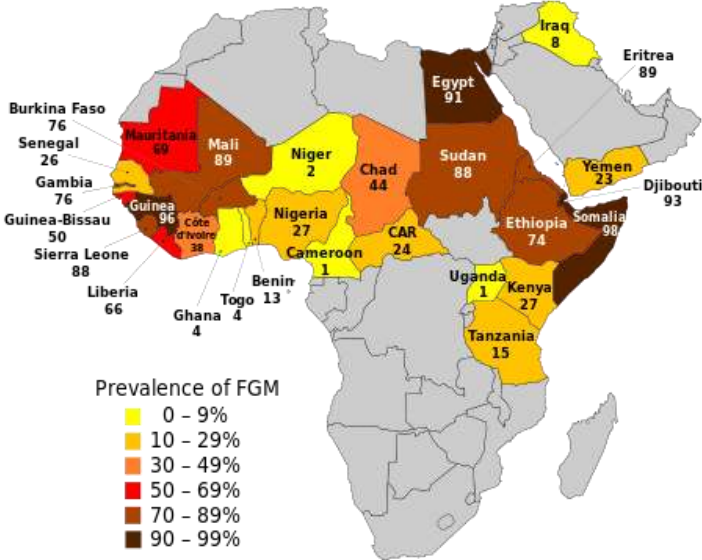 Iraq
8
Eritrea
89
Egypt
91
Burkina Faso
76
Mauritania
69
Mali
89
Senegal
26
Niger
2
Chad
44
Sudan
88
Yemen
23
Gambia
76
Djibouti
93
Guinea
96
Guinea-Bissau
50
Nigeria
27
Somalia
98
Ethiopia
74
Côte
d'Ivoire
38
CAR
24
Sierra Leone
88
Cameroon
1
Liberia
66
Benin
13
Togo
4
Ghana
4
Uganda
1
Kenya
27
Tanzania
15
Prevalence of FGM
0 – 9%
10 – 29%
30 – 49%
50 – 69%
70 – 89%
90 – 99%